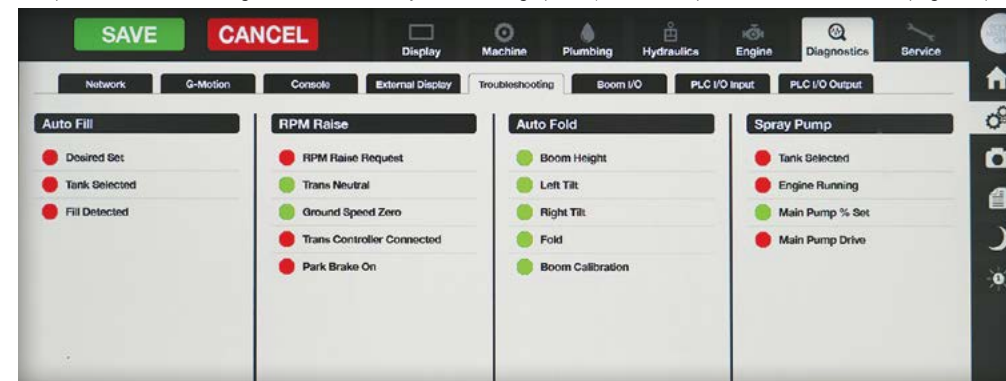 SAVE
CANCEL
Display
Machine
Plumbing
Hydraulics
Engine
Diagnostics
Service
Network
G-Motion
Console
External Display
Troubleshooting
Boom I/O
PLC I/O Input
PLC I/O Output
Auto Fill
Desired Set
Tank Selected
Fill Detected
RPM Raise
RPM Raise Request
Trans Neutral
Ground Speed Zero
Trans Controller Connected
Park Brake On
Auto Fold
Boom Height
Left Tilt
Right Tilt
Fold
Boom Calibration
Spray Pump
Tank Selected
Engine Running
Main Pump % Set
Main Pump Drive